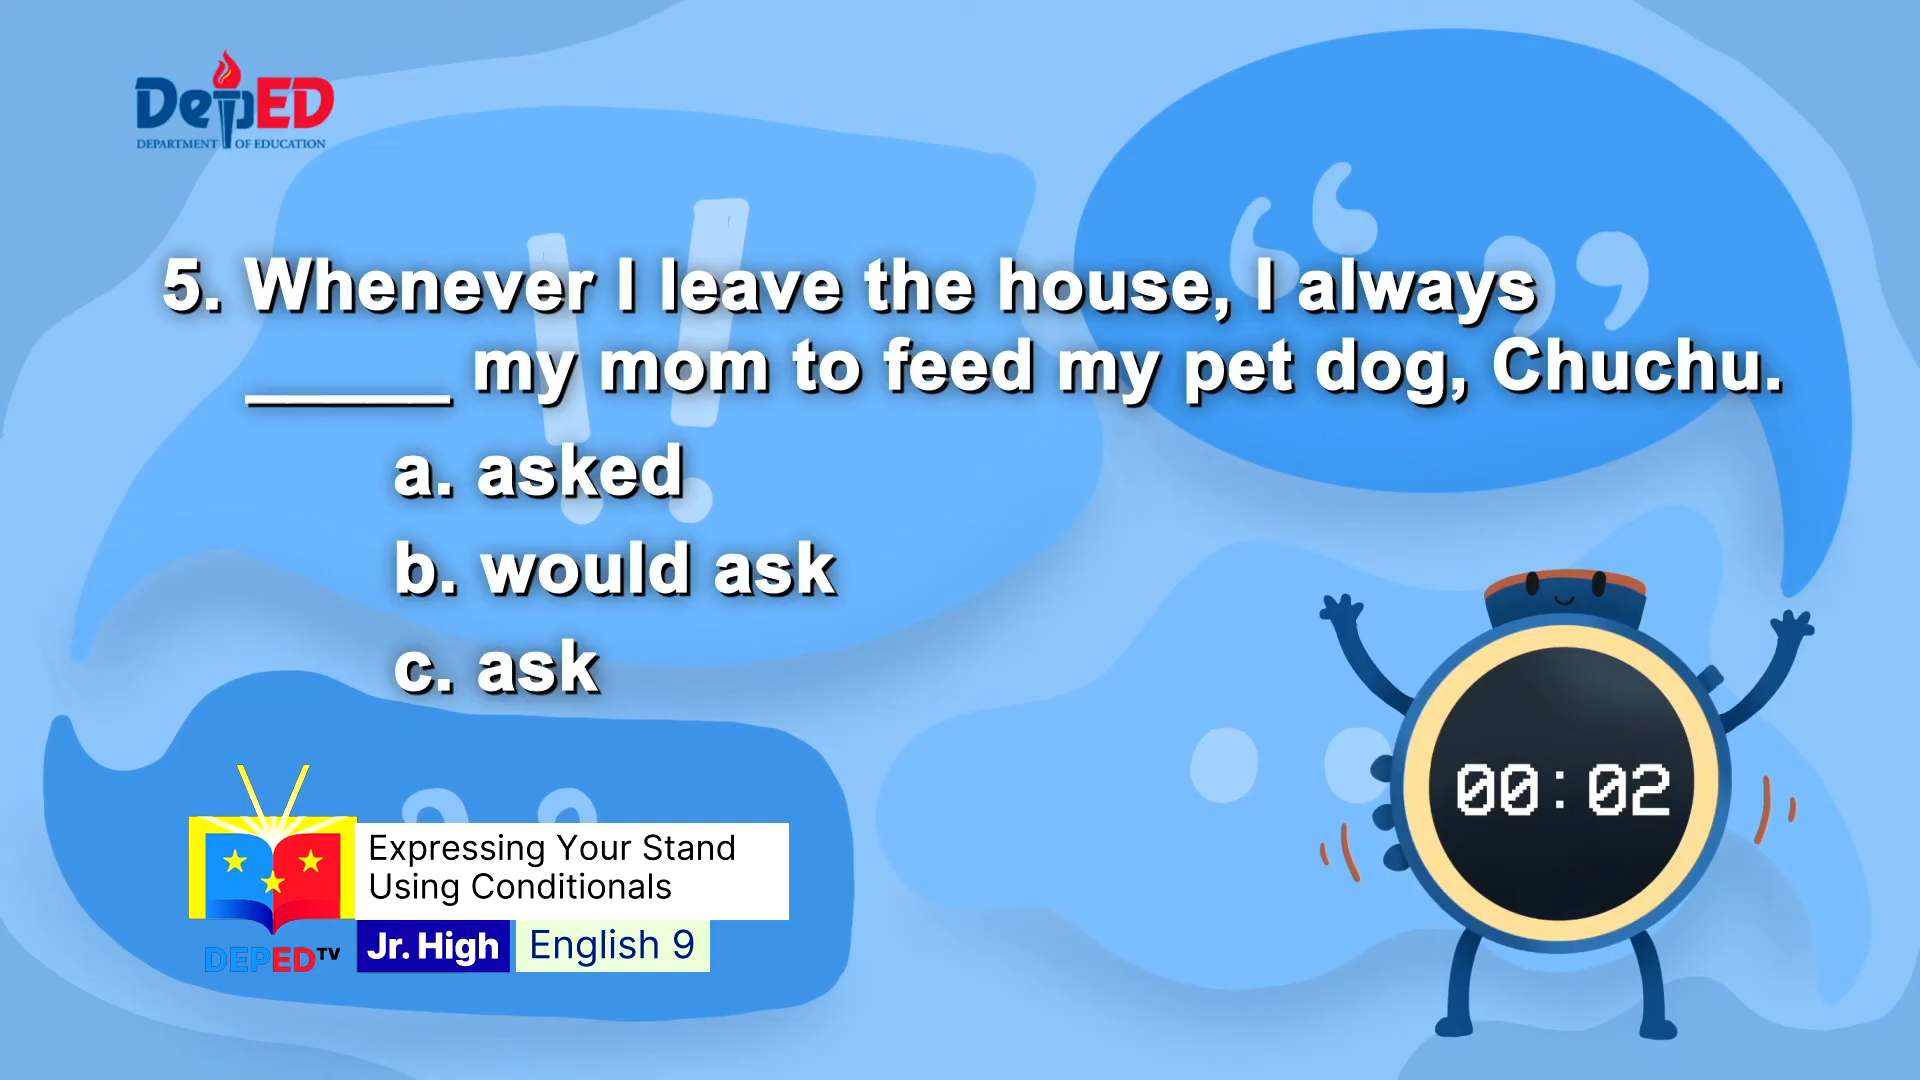 DepED
DEPARTMENT OF EDUCATION
5. Whenever I leave the house, I always
_____ my mom to feed my pet dog, Chuchu.
a. asked
b. would ask
c. ask
00:02
Expressing Your Stand
Using Conditionals
DEPED TV
Jr. High
English 9